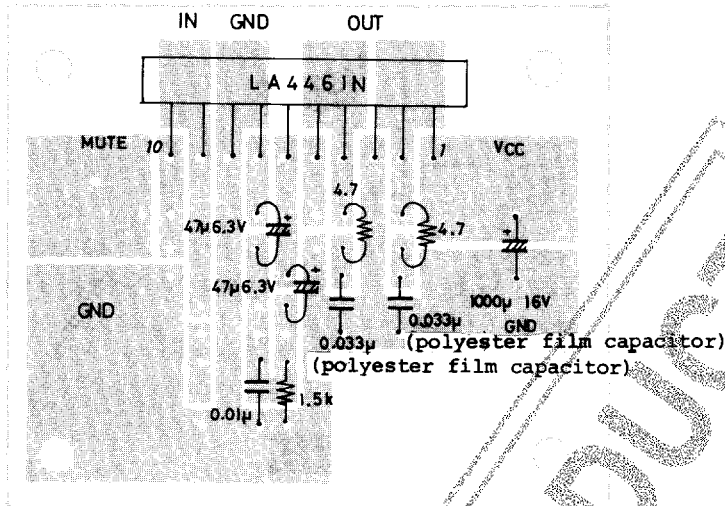 IN GND OUT
LA4461N
MUTE 10 1 VCC
4.7
47μ6.3V + 4.7 +
47μ6.3V + 1000μ 16V
GND GND
0.033μ 0.033μ (polyester film capacitor)
(polyester film capacitor)
0.01μ 1.5k
DUCT